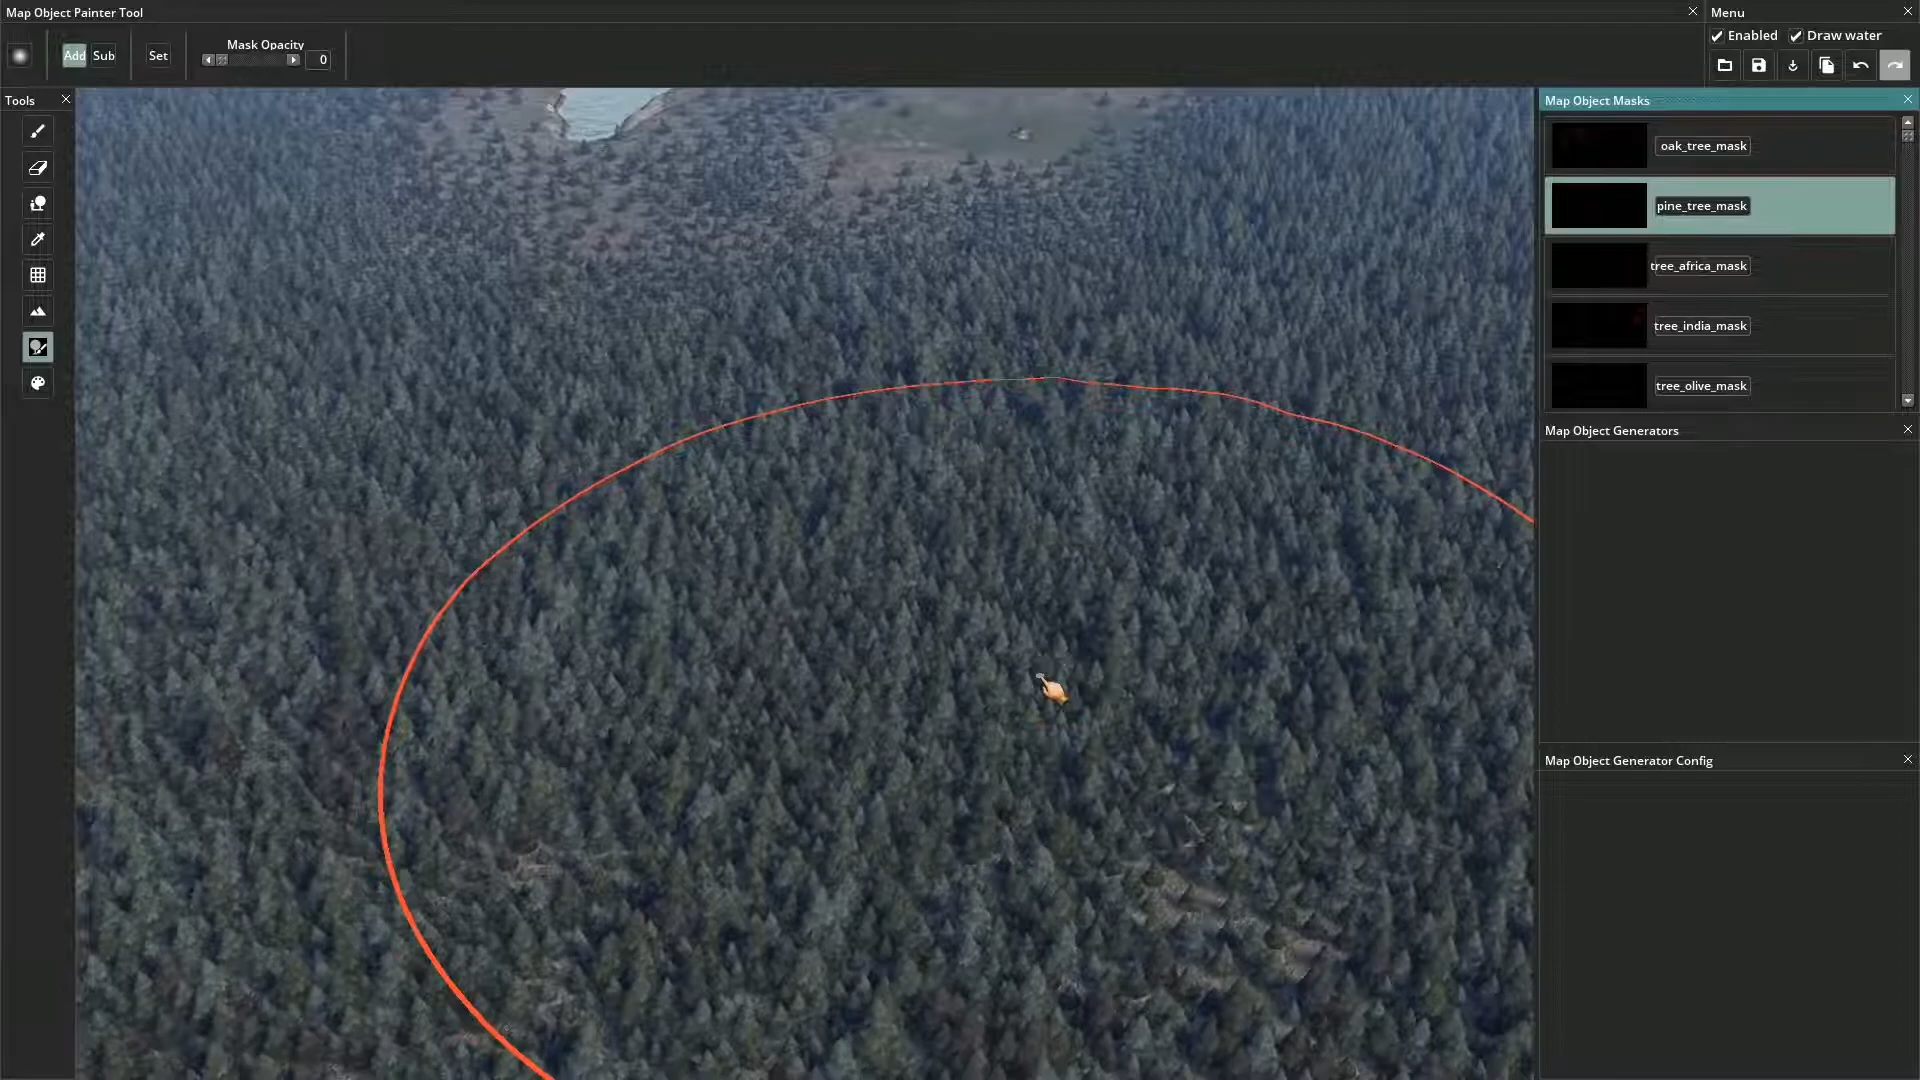 Map Object Painter Tool
Menu
Enabled
Draw water
Add
Sub
Set
Mask Opacity
0
Tools
Map Object Masks
oak_tree_mask
pine_tree_mask
tree_africa_mask
tree_india_mask
tree_olive_mask
Map Object Generators
Map Object Generator Config